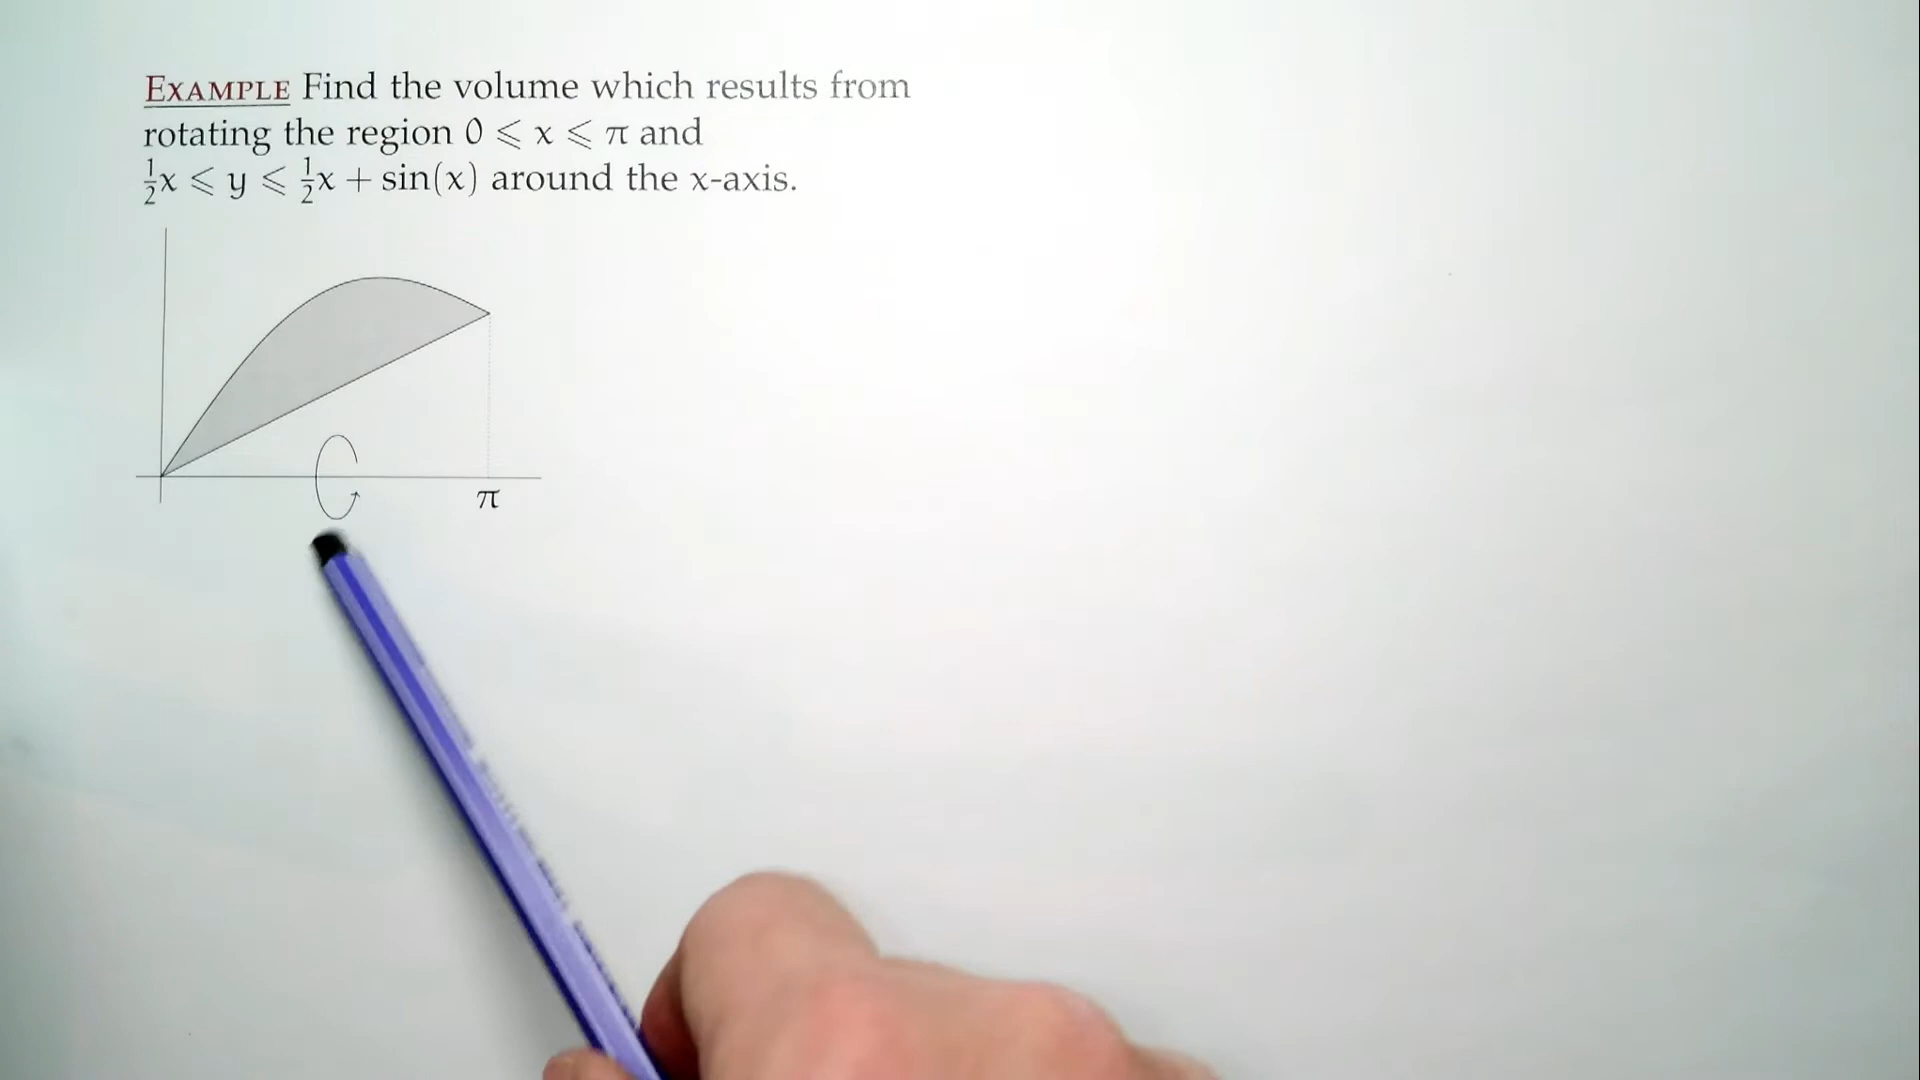 EXAMPLE Find the volume which results from
rotating the region 0 ⩽ x ⩽ π and
½x ⩽ y ⩽ ½x + sin(x) around the x-axis.
π